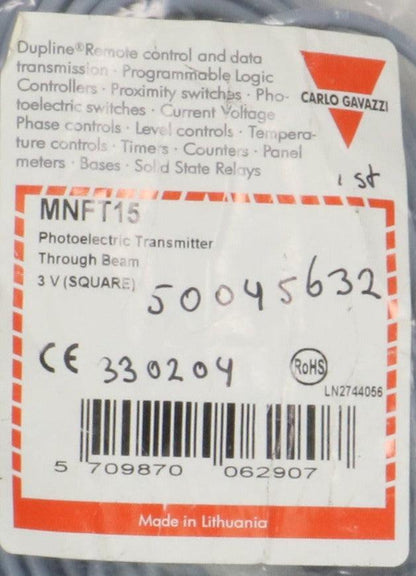 Dupline®Remote control and data
transmission · Programmable Logic
Controllers · Proximity switches · Pho-
toelectric switches · Current Voltage
Phase controls · Level controls · Tempera-
ture controls · Timers · Counters · Panel
meters · Bases · Solid State Relays
CARLO GAVAZZI
1 st
MNFT15
Photoelectric Transmitter
Through Beam
3 V (SQUARE)
50045632
CE 330204
RoHS
LN2744056
5 709870 062907
Made in Lithuania